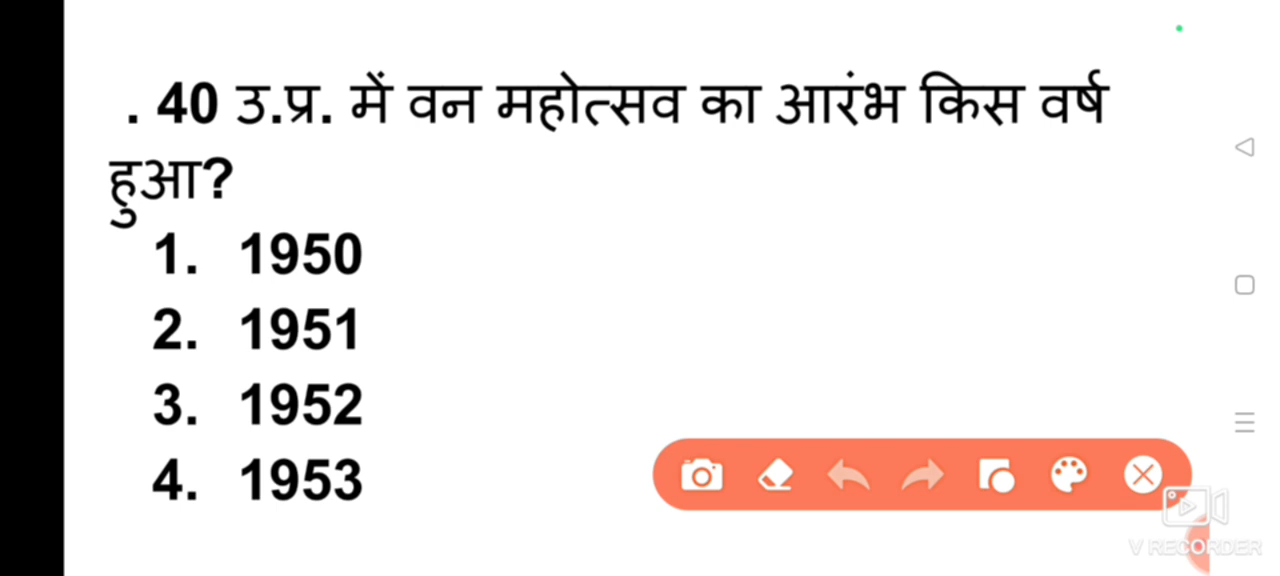 . 40 उ.प्र. में वन महोत्सव का आरंभ किस वर्ष
हुआ?
1. 1950
2. 1951
3. 1952
4. 1953
V RECORDER